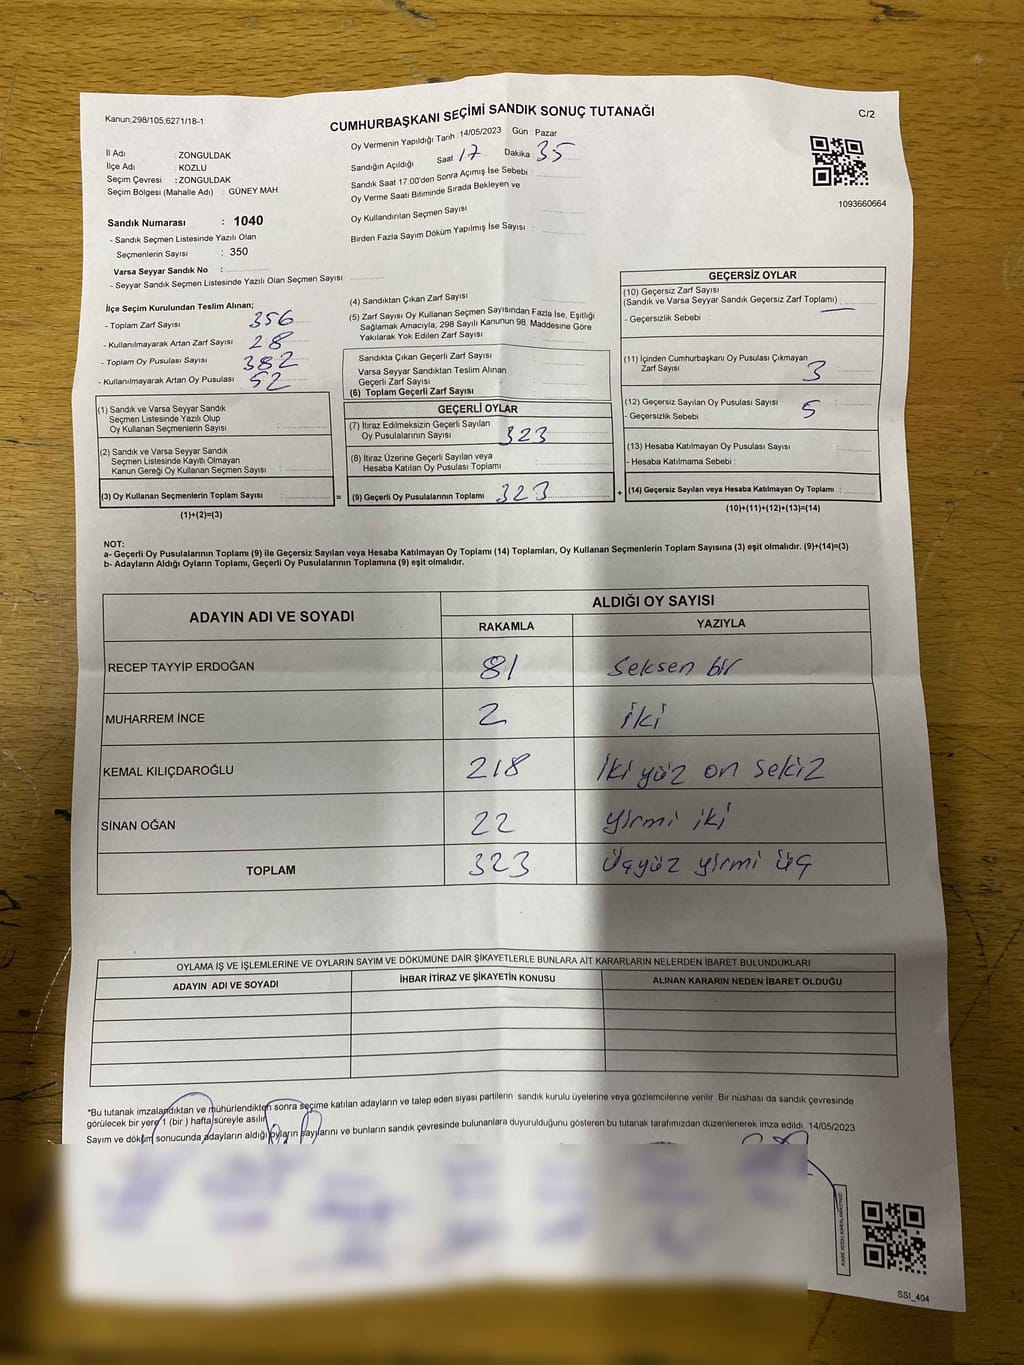 Kanun;298/105,6271/18-1
CUMHURBAŞKANI SEÇİMİ SANDIK SONUÇ TUTANAĞI
C/2
İl Adı : ZONGULDAK
İlçe Adı : KOZLU
Seçim Çevresi : ZONGULDAK
Seçim Bölgesi (Mahalle Adı) : GÜNEY MAH.
Oy Vermenin Yapıldığı Tarih : 14/05/2023 Gün : Pazar
Sandığın Açıldığı Saat 17 Dakika 35
Sandık Saat 17:00'den Sonra Açımış İse Sebebi :
Oy Verme Saati Bitiminde Sırada Bekleyen ve
Oy Kullandırılan Seçmen Sayısı
Birden Fazla Sayım Döküm Yapılmış İse Sayısı :
1093660664
Sandık Numarası : 1040
- Sandık Seçmen Listesinde Yazılı Olan
Seçmenlerin Sayısı : 350
Varsa Seyyar Sandık No :
- Seyyar Sandık Seçmen Listesinde Yazılı Olan Seçmen Sayısı:
İlçe Seçim Kurulundan Teslim Alınan;
- Toplam Zarf Sayısı 356
- Kullanılmayarak Artan Zarf Sayısı 28
- Toplam Oy Pusulası Sayısı 382
- Kullanılmayarak Artan Oy Pusulası 52
(1) Sandık ve Varsa Seyyar Sandık
Seçmen Listesinde Yazılı Olup
Oy Kullanan Seçmenlerin Sayısı :
(2) Sandık ve Varsa Seyyar Sandık
Seçmen Listesinde Kayıtlı Olmayan
Kanun Gereği Oy Kullanan Seçmen Sayısı :
(3) Oy Kullanan Seçmenlerin Toplam Sayısı :
(1)+(2)=(3)
=
(4) Sandıktan Çıkan Zarf Sayısı :
(5) Zarf Sayısı Oy Kullanan Seçmen Sayısından Fazla İse, Eşitliği
Sağlamak Amacıyla, 298 Sayılı Kanunun 98. Maddesine Göre
Yakılarak Yok Edilen Zarf Sayısı :
Sandıkta Çıkan Geçerli Zarf Sayısı :
Varsa Seyyar Sandıktan Teslim Alınan
Geçerli Zarf Sayısı :
(6) Toplam Geçerli Zarf Sayısı :
GEÇERLİ OYLAR
(7) İtiraz Edilmeksizin Geçerli Sayılan
Oy Pusulalarının Sayısı 323
(8) İtiraz Üzerine Geçerli Sayılan veya
Hesaba Katılan Oy Pusulası Toplamı :
(9) Geçerli Oy Pusulalarının Toplamı 323
+
GEÇERSİZ OYLAR
(10) Geçersiz Zarf Sayısı
(Sandık ve Varsa Seyyar Sandık Geçersiz Zarf Toplamı) : —
- Geçersizlik Sebebi :
(11) İçinden Cumhurbaşkanı Oy Pusulası Çıkmayan
Zarf Sayısı 3
(12) Geçersiz Sayılan Oy Pusulası Sayısı : 5
- Geçersizlik Sebebi :
(13) Hesaba Katılmayan Oy Pusulası Sayısı :
- Hesaba Katılmama Sebebi :
(14) Geçersiz Sayılan veya Hesaba Katılmayan Oy Toplamı :
(10)+(11)+(12)+(13)=(14)
NOT:
a- Geçerli Oy Pusulalarının Toplamı (9) ile Geçersiz Sayılan veya Hesaba Katılmayan Oy Toplamı (14) Toplamları, Oy Kullanan Seçmenlerin Toplam Sayısına (3) eşit olmalıdır. (9)+(14)=(3)
b- Adayların Aldığı Oyların Toplamı, Geçerli Oy Pusulalarının Toplamına (9) eşit olmalıdır.
ADAYIN ADI VE SOYADI
ALDIĞI OY SAYISI
RAKAMLA YAZIYLA
RECEP TAYYİP ERDOĞAN 81 Seksen bir
MUHARREM İNCE 2 iki
KEMAL KILIÇDAROĞLU 218 iki yüz on sekiz
SİNAN OĞAN 22 yirmi iki
TOPLAM 323 Üçyüz yirmi üç
OYLAMA İŞ VE İŞLEMLERİNE VE OYLARIN SAYIM VE DÖKÜMÜNE DAİR ŞİKAYETLERLE BUNLARA AİT KARARLARIN NELERDEN İBARET BULUNDUKLARI
ADAYIN ADI VE SOYADI İHBAR İTİRAZ VE ŞİKAYETİN KONUSU ALINAN KARARIN NEDEN İBARET OLDUĞU
*Bu tutanak imzalandıktan ve mühürlendikten sonra seçime katılan adayların ve talep eden siyasi partilerin sandık kurulu üyelerine veya gözlemcilerine verilir. Bir nüshası da sandık çevresinde
görülecek bir yere 1 (bir ) hafta süreyle asılır.
Sayım ve döküm sonucunda adayların aldığı oyların sayılarını ve bunların sandık çevresinde bulunanlara duyurulduğunu gösteren bu tutanak tarafımızdan düzenlenerek imza edildi. 14/05/2023
SSI_404